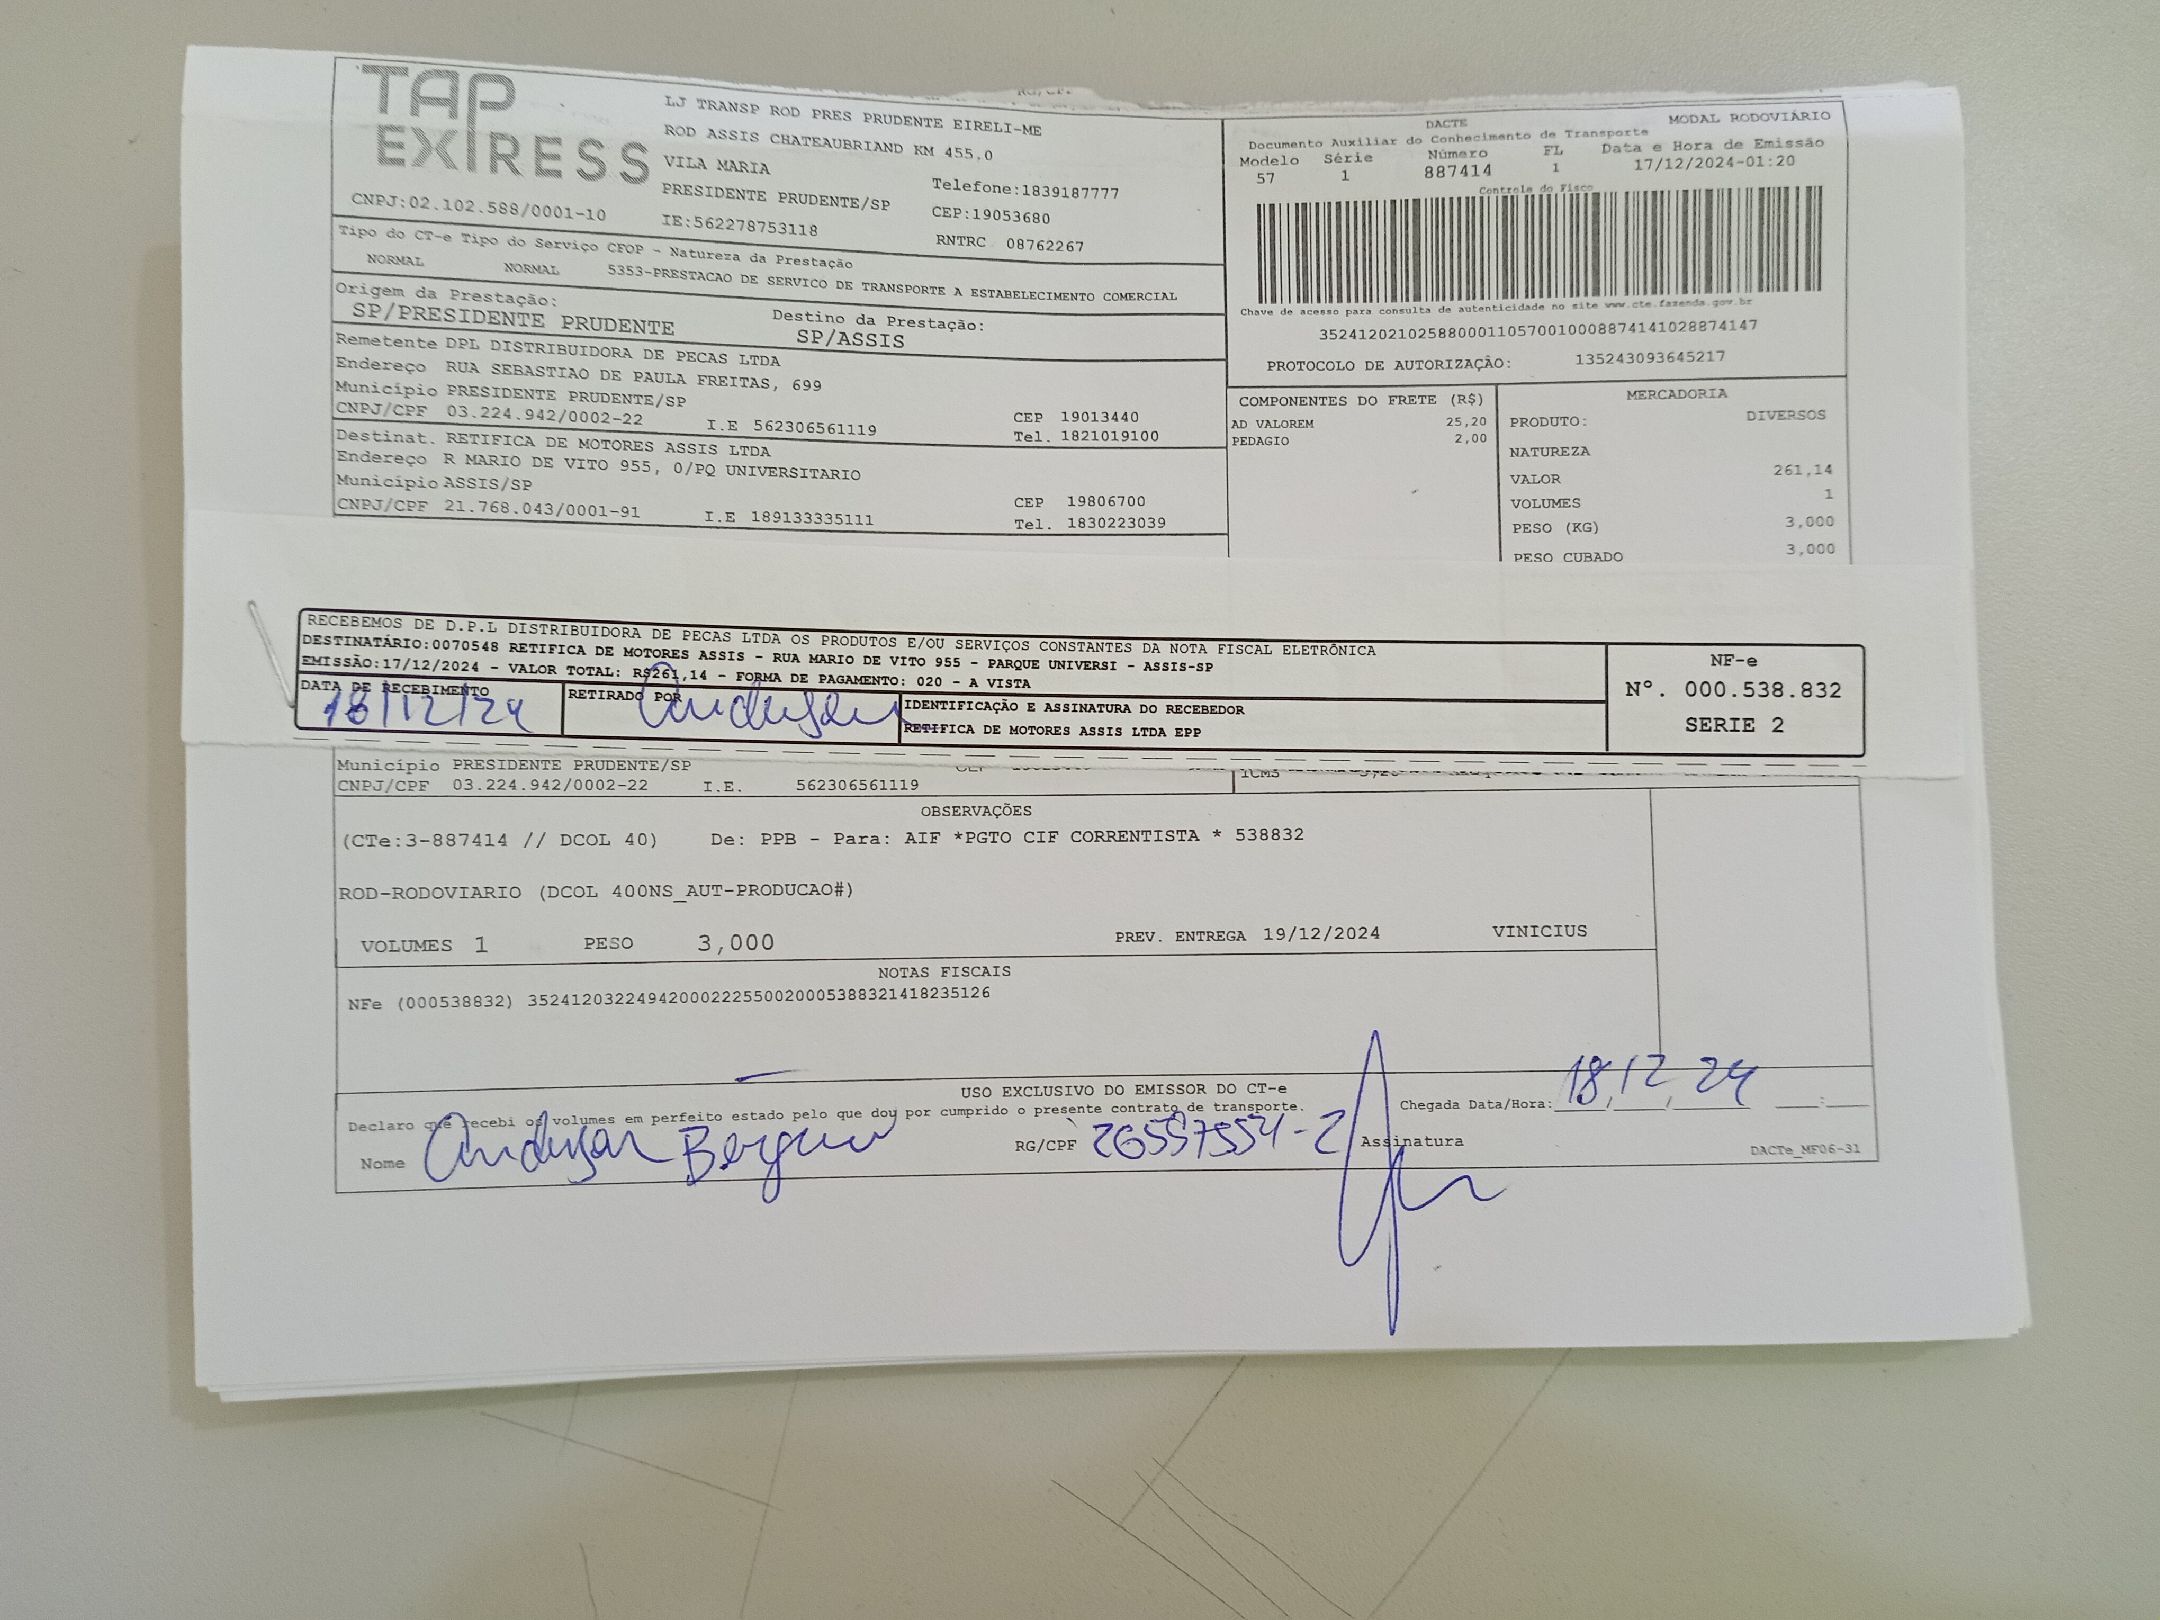 TAP
EXPRESS
LJ TRANSP ROD PRES PRUDENTE EIRELI-ME
ROD ASSIS CHATEAUBRIAND KM 455,0
VILA MARIA
PRESIDENTE PRUDENTE/SP Telefone:1839187777
CNPJ:02.102.588/0001-10 IE:562278753118 CEP:19053680
RNTRC 08762267
DACTE MODAL RODOVIÁRIO
Documento Auxiliar do Conhecimento de Transporte
Modelo Série Número FL Data e Hora de Emissão
57 1 887414 1 17/12/2024-01:20
Controle do Fisco
Chave de acesso para consulta de autenticidade no site www.cte.fazenda.gov.br
35241202102588000110570010008874141028874147
PROTOCOLO DE AUTORIZAÇÃO: 135243093645217
Tipo do CT-e Tipo do Serviço CFOP - Natureza da Prestação
NORMAL NORMAL 5353-PRESTACAO DE SERVICO DE TRANSPORTE A ESTABELECIMENTO COMERCIAL
Origem da Prestação: Destino da Prestação:
SP/PRESIDENTE PRUDENTE SP/ASSIS
Remetente DPL DISTRIBUIDORA DE PECAS LTDA
Endereço RUA SEBASTIAO DE PAULA FREITAS, 699
Município PRESIDENTE PRUDENTE/SP CEP 19013440
CNPJ/CPF 03.224.942/0002-22 I.E 562306561119 Tel. 1821019100
Destinat. RETIFICA DE MOTORES ASSIS LTDA
Endereço R MARIO DE VITO 955, 0/PQ UNIVERSITARIO
Município ASSIS/SP CEP 19806700
CNPJ/CPF 21.768.043/0001-91 I.E 189133335111 Tel. 1830223039
COMPONENTES DO FRETE (R$)
AD VALOREM 25,20
PEDAGIO 2,00
MERCADORIA
PRODUTO: DIVERSOS
NATUREZA
VALOR 261,14
VOLUMES 1
PESO (KG) 3,000
PESO CUBADO 3,000
RECEBEMOS DE D.P.L DISTRIBUIDORA DE PECAS LTDA OS PRODUTOS E/OU SERVIÇOS CONSTANTES DA NOTA FISCAL ELETRÔNICA
DESTINATÁRIO:0070548 RETIFICA DE MOTORES ASSIS - RUA MARIO DE VITO 955 - PARQUE UNIVERSI - ASSIS-SP
EMISSÃO:17/12/2024 - VALOR TOTAL: R$261,14 - FORMA DE PAGAMENTO: 020 - A VISTA
DATA DE RECEBIMENTO RETIRADO POR IDENTIFICAÇÃO E ASSINATURA DO RECEBEDOR
18/12/24 Anderson RETIFICA DE MOTORES ASSIS LTDA EPP
NF-e
Nº. 000.538.832
SERIE 2
Município PRESIDENTE PRUDENTE/SP
CNPJ/CPF 03.224.942/0002-22 I.E. 562306561119
ICMS
OBSERVAÇÕES
(CTe:3-887414 // DCOL 40) De: PPB - Para: AIF *PGTO CIF CORRENTISTA * 538832
ROD-RODOVIARIO (DCOL 400NS_AUT-PRODUCAO#)
VOLUMES 1 PESO 3,000 PREV. ENTREGA 19/12/2024 VINICIUS
NOTAS FISCAIS
NFe (000538832) 35241203224942000222550020005388321418235126
USO EXCLUSIVO DO EMISSOR DO CT-e
Declaro que recebi os volumes em perfeito estado pelo que dou por cumprido o presente contrato de transporte. Chegada Data/Hora: 18,12,24
Nome Anderson RG/CPF 26557554-2 Assinatura
DACTe_MF06-31